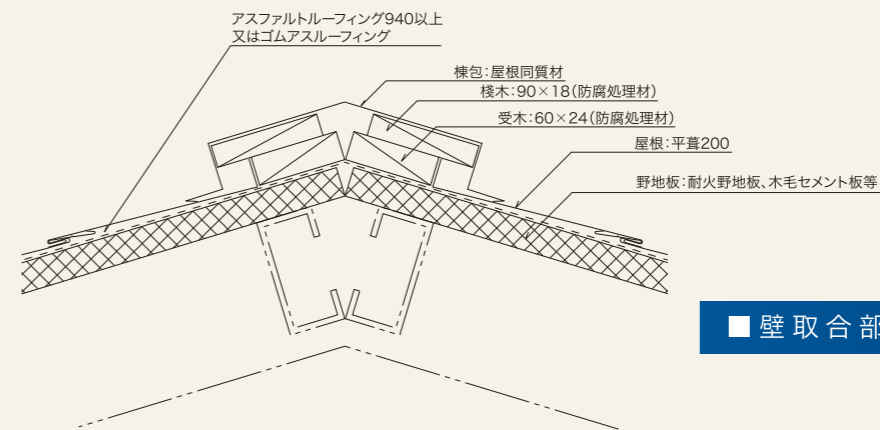 アスファルトルーフィング940以上
又はゴムアスルーフィング
棟包：屋根同質材
棧木：90×18（防腐処理材）
受木：60×24（防腐処理材）
屋根：平葺200
野地板：耐火野地板、木毛セメント板等
■壁取合部